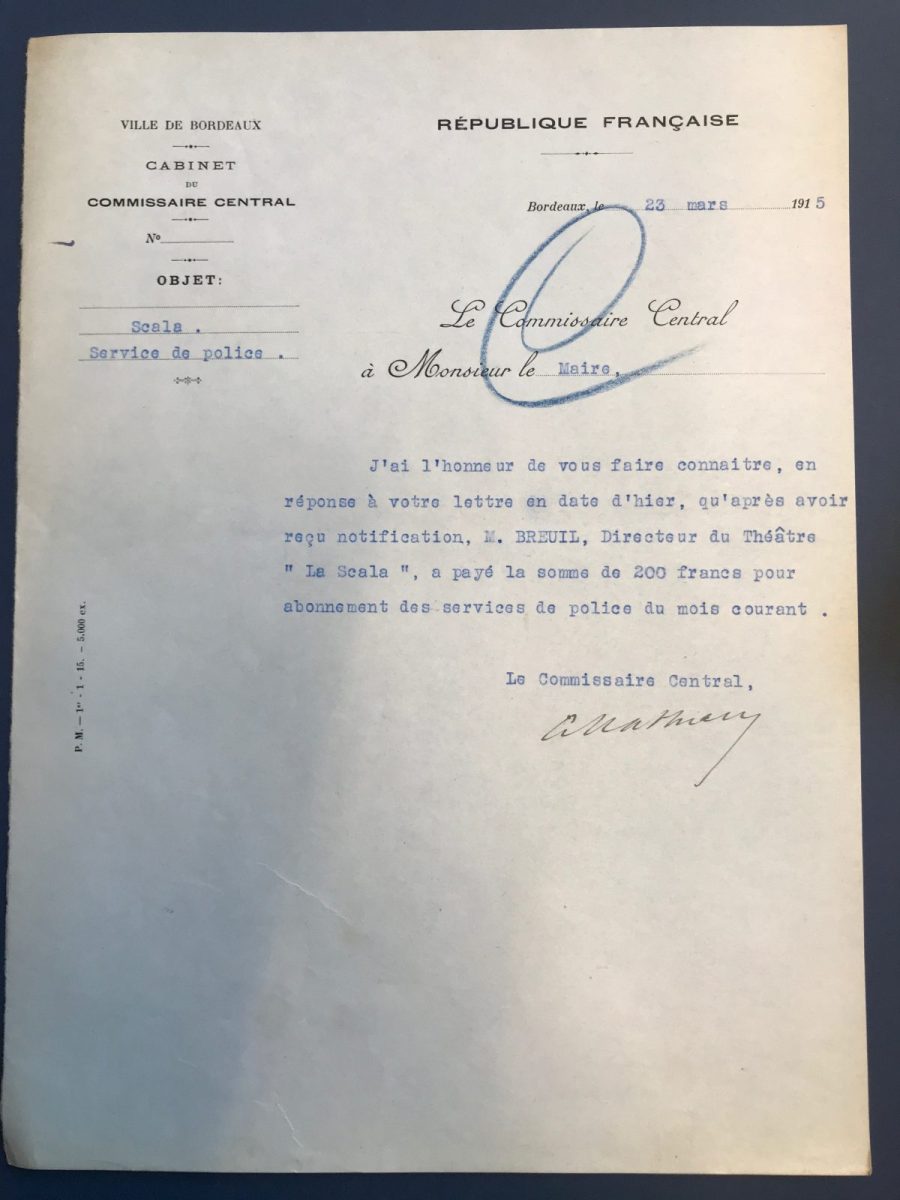 VILLE DE BORDEAUX
CABINET
DU
COMMISSAIRE CENTRAL
Nº
OBJET:
Scala .
Service de police .
RÉPUBLIQUE FRANÇAISE
Bordeaux, le 23 mars 1915
Le Commissaire Central
à Monsieur le Maire,
J'ai l'honneur de vous faire connaitre, en
réponse à votre lettre en date d'hier, qu'après avoir
reçu notification, M. BREUIL, Directeur du Théâtre
" La Scala ", a payé la somme de 200 francs pour
abonnement des services de police du mois courant .
Le Commissaire Central,
P. M. — 1er - 1 - 15. — 5.000 ex.